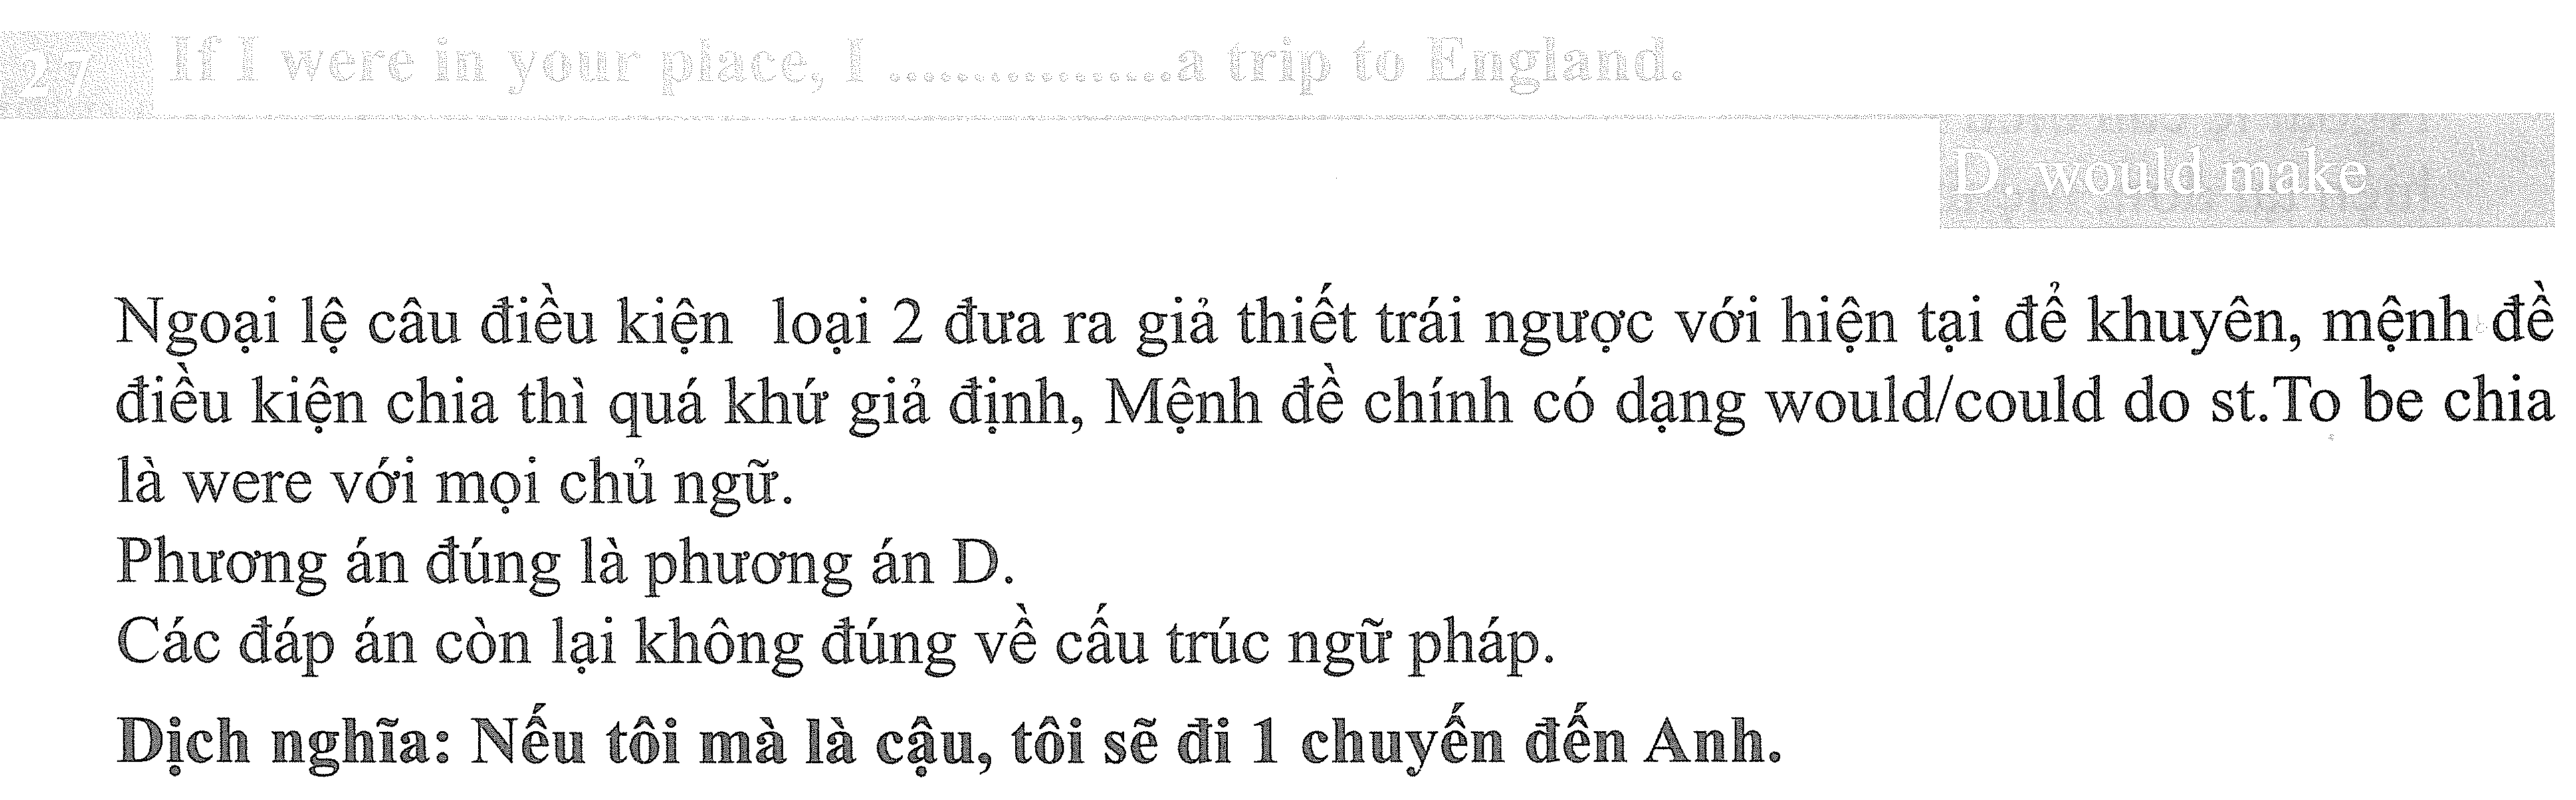 27 If I were in your place, I .................a trip to England.
D. would make
Ngoại lệ câu điều kiện loại 2 đưa ra giả thiết trái ngược với hiện tại để khuyên, mệnh đề
điều kiện chia thì quá khứ giả định, Mệnh đề chính có dạng would/could do st.To be chia
là were với mọi chủ ngữ.
Phương án đúng là phương án D.
Các đáp án còn lại không đúng về cấu trúc ngữ pháp.
Dịch nghĩa: Nếu tôi mà là cậu, tôi sẽ đi 1 chuyến đến Anh.